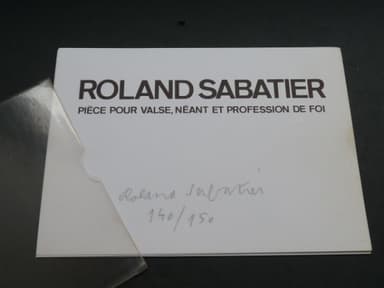 ROLAND SABATIER
PIÈCE POUR VALSE, NÉANT ET PROFESSION DE FOI
Roland Sabatier
140/150